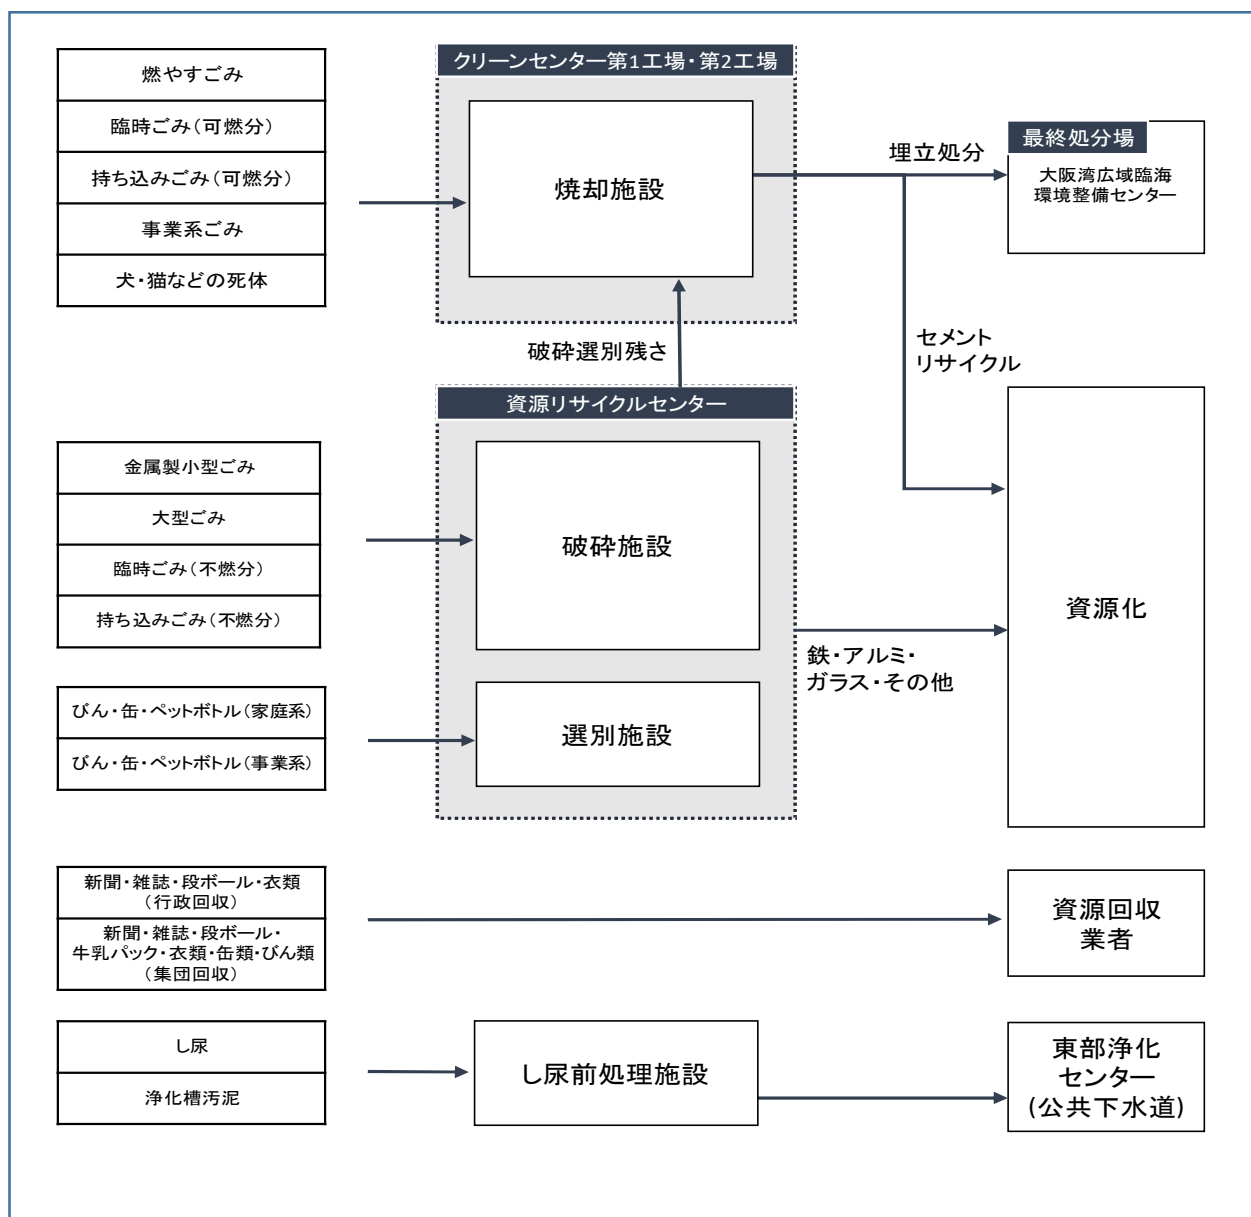 燃やすごみ
臨時ごみ（可燃分）
持ち込みごみ（可燃分）
事業系ごみ
犬・猫などの死体
クリーンセンター第1工場・第2工場
焼却施設
埋立処分
最終処分場
大阪湾広域臨海
環境整備センター
破砕選別残さ
セメント
リサイクル
資源リサイクルセンター
金属製小型ごみ
大型ごみ
臨時ごみ（不燃分）
持ち込みごみ（不燃分）
破砕施設
鉄・アルミ・
ガラス・その他
資源化
びん・缶・ペットボトル（家庭系）
びん・缶・ペットボトル（事業系）
選別施設
新聞・雑誌・段ボール・衣類
（行政回収）
新聞・雑誌・段ボール・
牛乳パック・衣類・缶類・びん類
（集団回収）
資源回収
業者
し尿
浄化槽汚泥
し尿前処理施設
東部浄化
センター
(公共下水道)